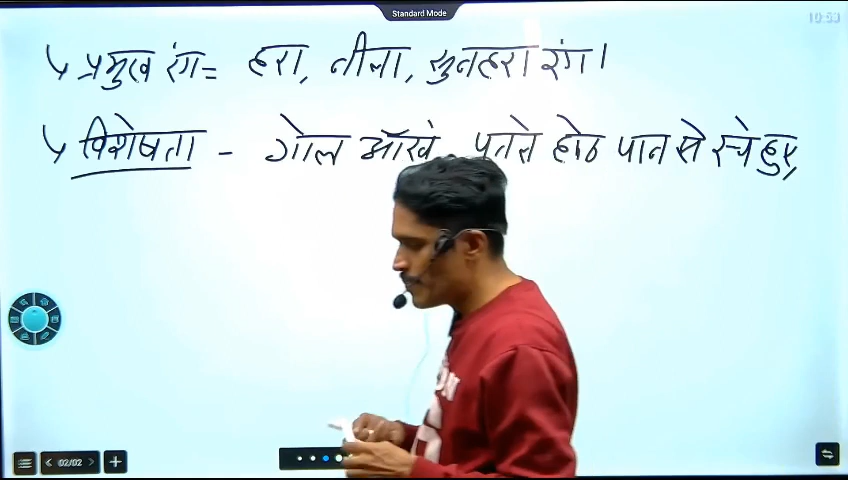 Standard Mode
10:53
↳ प्रमुख रंग = हरा, नीला, सुनहरा रंग।
↳ विशेषता - गोल आँखे पतले होठ पान से रचे हुए,
02/02